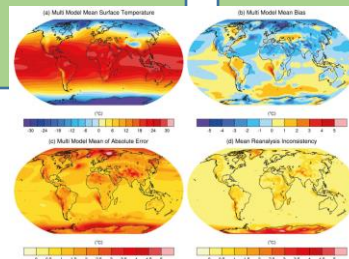 (a) Multi Model Mean Surface Temperature
(b) Multi Model Mean Bias
-30 -24 -18 -12 -6 0 6 12 18 24 30
(°C)
-5 -4 -3 -2 -1 0 1 2 3 4 5
(°C)
(c) Multi Model Mean of Absolute Error
(d) Mean Reanalysis Inconsistency
(°C)
(°C)